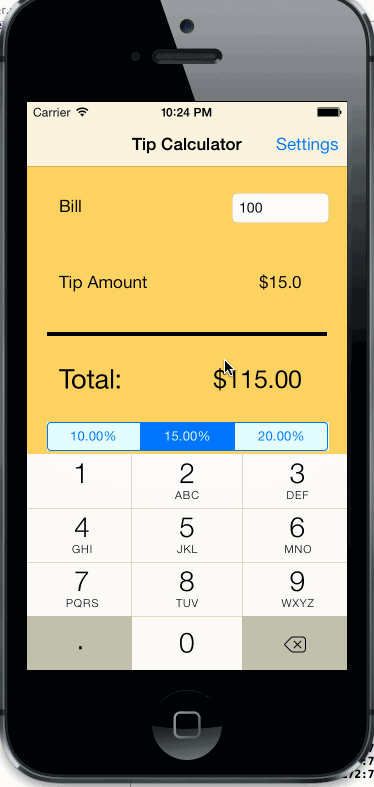 Carrier 10:24 PM
Tip Calculator Settings
Bill 100
Tip Amount $15.0
Total: $115.00
10.00% 15.00% 20.00%
1 2 3
ABC DEF
4 5 6
GHI JKL MNO
7 8 9
PQRS TUV WXYZ
. 0